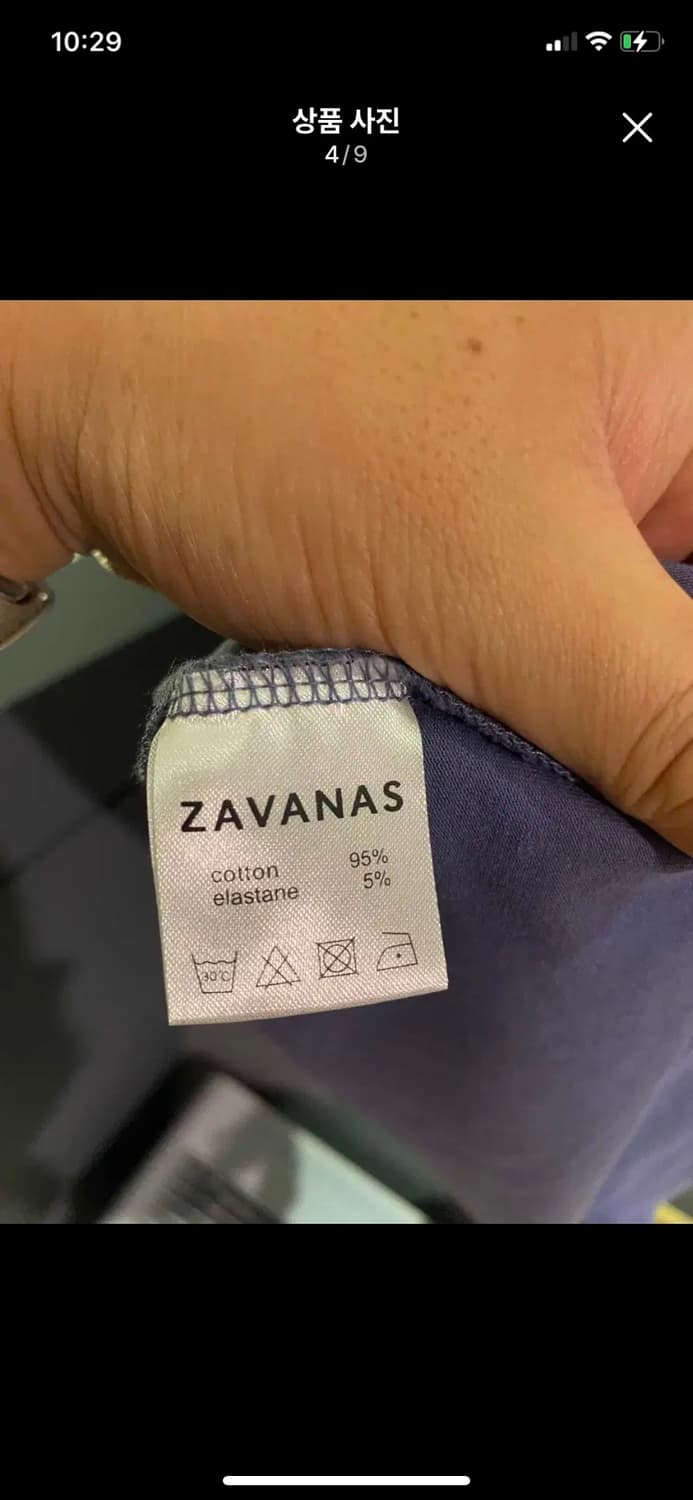 10:29
상품 사진
4/9
ZAVANAS
cotton 95%
elastane 5%
30°C